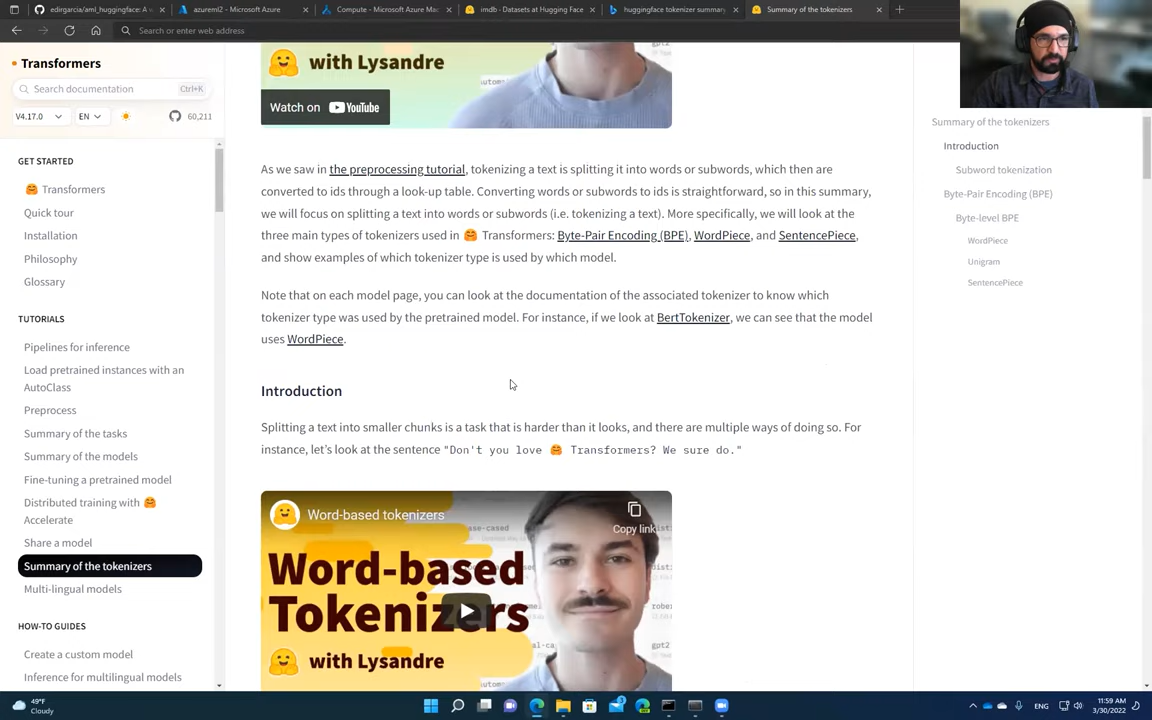 edirgarcia/aml_huggingface: A w
azureml2 - Microsoft Azure
Compute - Microsoft Azure Ma
imdb · Datasets at Hugging Face
huggingface tokenizer summary
Summary of the tokenizers
Search or enter web address
Transformers
Search documentation
Ctrl+K
V4.17.0
EN
60,211
GET STARTED
🤗 Transformers
Quick tour
Installation
Philosophy
Glossary
TUTORIALS
Pipelines for inference
Load pretrained instances with an
AutoClass
Preprocess
Summary of the tasks
Summary of the models
Fine-tuning a pretrained model
Distributed training with 🤗
Accelerate
Share a model
Summary of the tokenizers
Multi-lingual models
HOW-TO GUIDES
Create a custom model
Inference for multilingual models
with Lysandre
Watch on YouTube
As we saw in the preprocessing tutorial, tokenizing a text is splitting it into words or subwords, which then are
converted to ids through a look-up table. Converting words or subwords to ids is straightforward, so in this summary,
we will focus on splitting a text into words or subwords (i.e. tokenizing a text). More specifically, we will look at the
three main types of tokenizers used in 🤗 Transformers: Byte-Pair Encoding (BPE), WordPiece, and SentencePiece,
and show examples of which tokenizer type is used by which model.
Note that on each model page, you can look at the documentation of the associated tokenizer to know which
tokenizer type was used by the pretrained model. For instance, if we look at BertTokenizer, we can see that the model
uses WordPiece.
Introduction
Splitting a text into smaller chunks is a task that is harder than it looks, and there are multiple ways of doing so. For
instance, let's look at the sentence "Don't you love 🤗 Transformers? We sure do."
Word-based tokenizers
Copy link
Word-based
Tokenizers
with Lysandre
gpt2
Summary of the tokenizers
Introduction
Subword tokenization
Byte-Pair Encoding (BPE)
Byte-level BPE
WordPiece
Unigram
SentencePiece
49°F
Cloudy
ENG
11:59 AM
3/30/2022